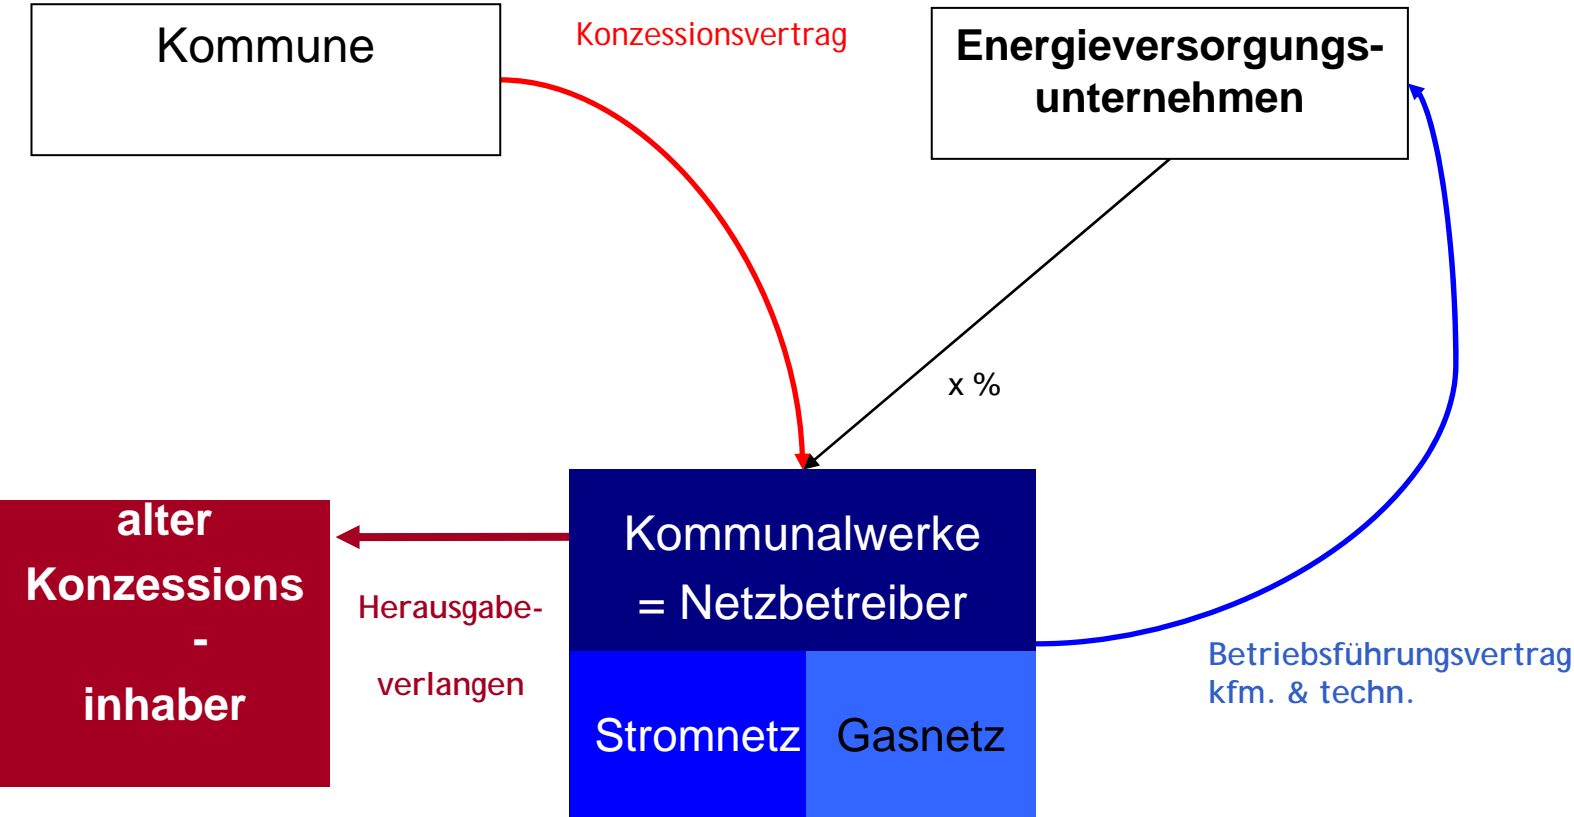 Kommune
Konzessionsvertrag
Energieversorgungs-
unternehmen
x %
alter
Konzessions
-
inhaber
Herausgabe-
verlangen
Kommunalwerke
= Netzbetreiber
Stromnetz
Gasnetz
Betriebsführungsvertrag
kfm. & techn.